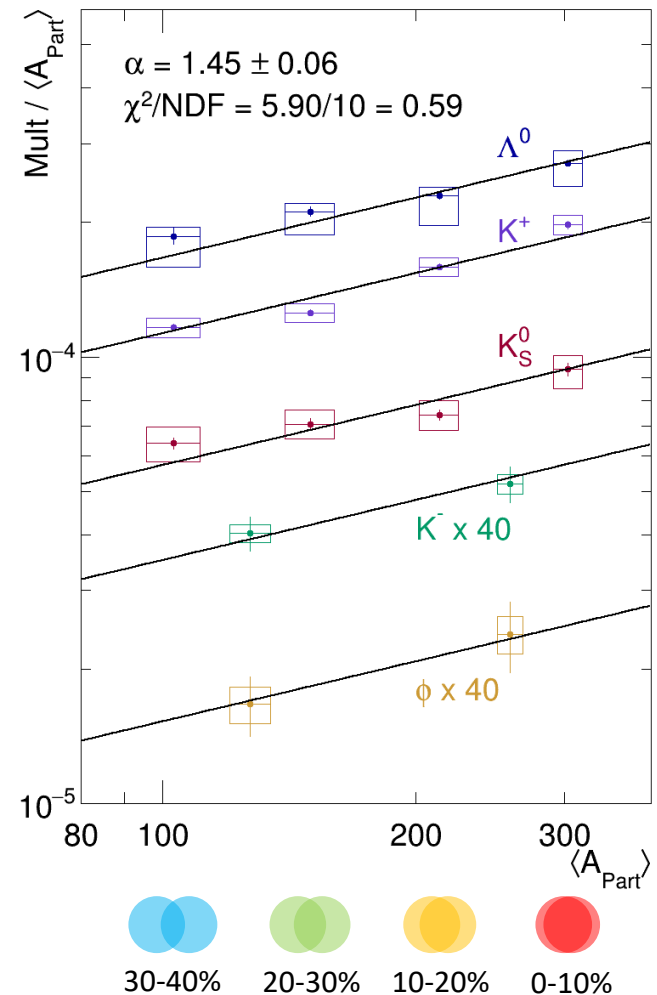 Mult / ⟨A_Part⟩
α = 1.45 ± 0.06
χ²/NDF = 5.90/10 = 0.59
Λ⁰
K⁺
10⁻⁴
K⁰_S
K⁻ x 40
ϕ x 40
10⁻⁵
80 100 200 300
⟨A_Part⟩
30-40% 20-30% 10-20% 0-10%